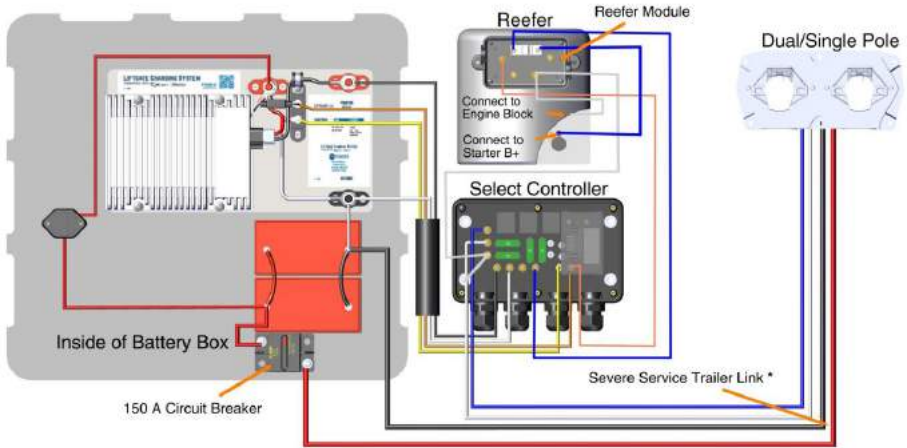 Reefer
Reefer Module
Dual/Single Pole
LIFTGATE CHARGING SYSTEM
Connect to
Engine Block
Connect to
Starter B+
Select Controller
Inside of Battery Box
150 A Circuit Breaker
Severe Service Trailer Link *